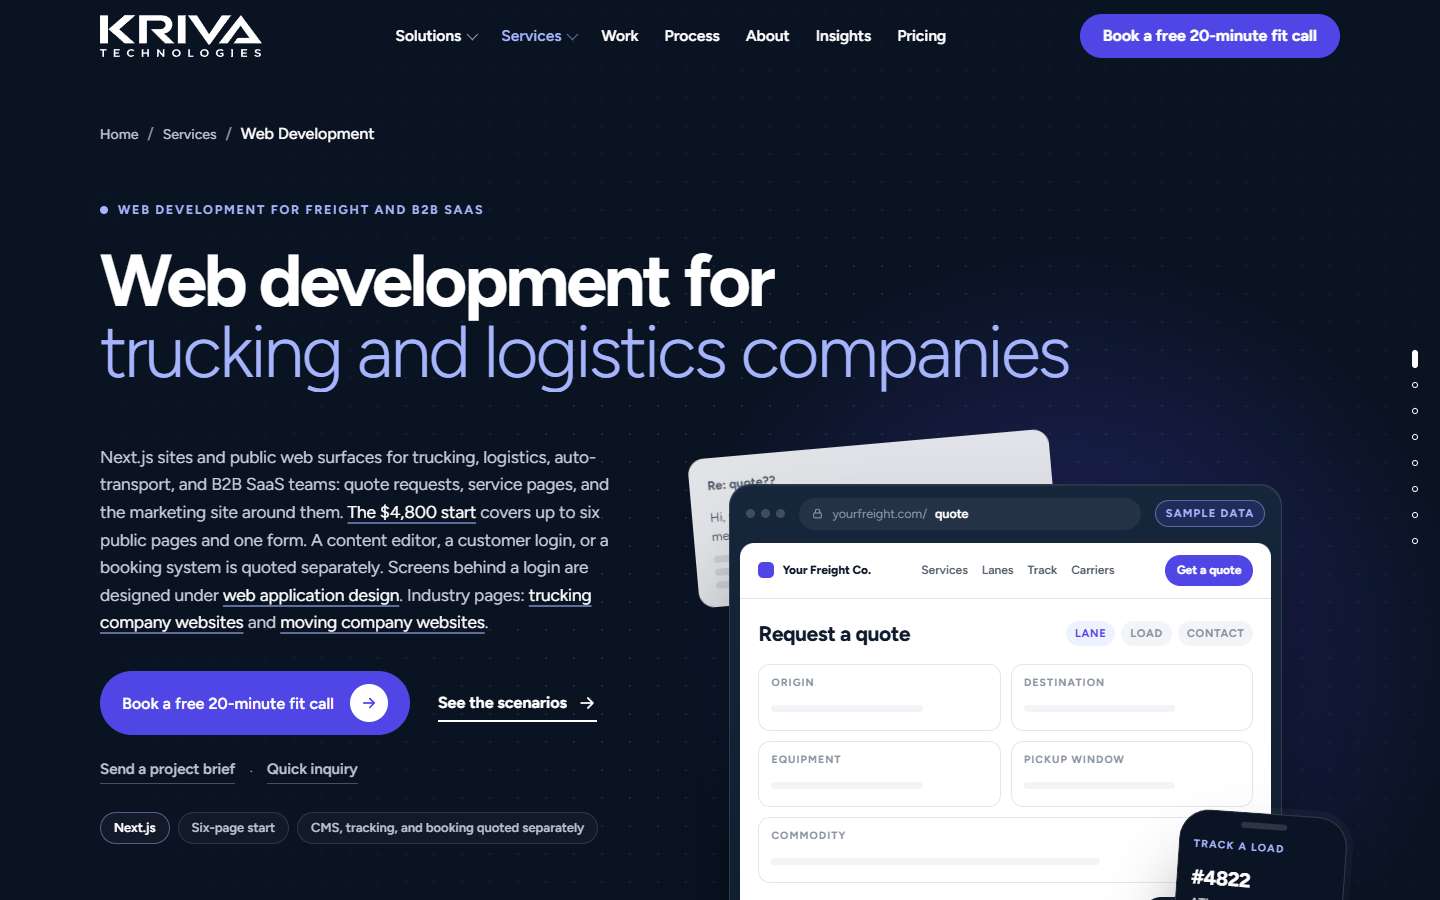 KRIVA
TECHNOLOGIES
Solutions
Services
Work
Process
About
Insights
Pricing
Book a free 20-minute fit call
Home / Services / Web Development
WEB DEVELOPMENT FOR FREIGHT AND B2B SAAS
Web development for
trucking and logistics companies
Next.js sites and public web surfaces for trucking, logistics, auto-
transport, and B2B SaaS teams: quote requests, service pages, and
the marketing site around them. The $4,800 start covers up to six
public pages and one form. A content editor, a customer login, or a
booking system is quoted separately. Screens behind a login are
designed under web application design. Industry pages: trucking
company websites and moving company websites.
Book a free 20-minute fit call
See the scenarios
Send a project brief · Quick inquiry
Next.js
Six-page start
CMS, tracking, and booking quoted separately
Re: quote??
Hi,
me
yourfreight.com/ quote
SAMPLE DATA
Your Freight Co.
Services
Lanes
Track
Carriers
Get a quote
Request a quote
LANE
LOAD
CONTACT
ORIGIN
DESTINATION
EQUIPMENT
PICKUP WINDOW
COMMODITY
TRACK A LOAD
#4822